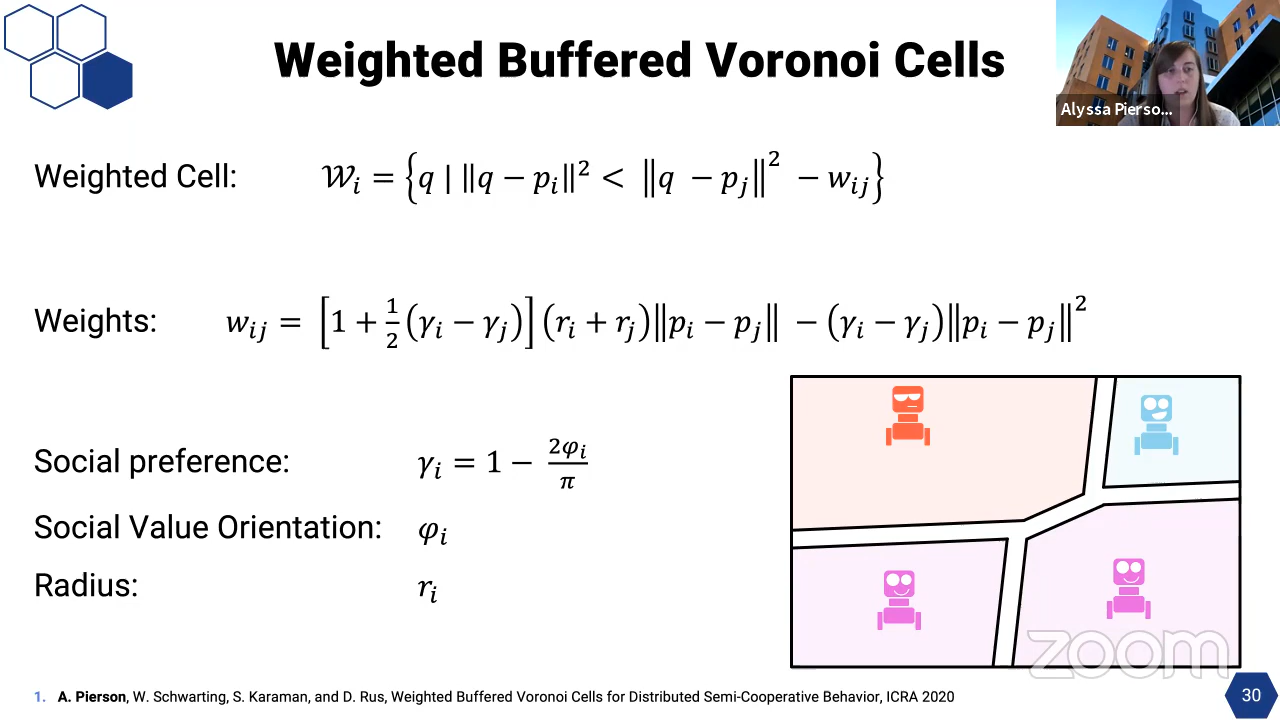 Weighted Buffered Voronoi Cells
Alyssa Pierso...
Weighted Cell: 𝒲ᵢ = {q | ‖q − pᵢ‖² < ‖q − pⱼ‖² − wᵢⱼ}
Weights: wᵢⱼ = [1 + ½(γᵢ − γⱼ)](rᵢ + rⱼ)‖pᵢ − pⱼ‖ − (γᵢ − γⱼ)‖pᵢ − pⱼ‖²
Social preference: γᵢ = 1 − 2φᵢ/π
Social Value Orientation: φᵢ
Radius: rᵢ
zoom
1. A. Pierson, W. Schwarting, S. Karaman, and D. Rus, Weighted Buffered Voronoi Cells for Distributed Semi-Cooperative Behavior, ICRA 2020
30